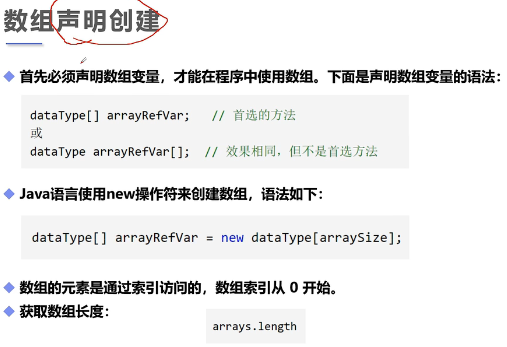 数组声明创建
首先必须声明数组变量，才能在程序中使用数组。下面是声明数组变量的语法：
dataType[] arrayRefVar;   // 首选的方法
或
dataType arrayRefVar[];  // 效果相同，但不是首选方法
Java语言使用new操作符来创建数组，语法如下：
dataType[] arrayRefVar = new dataType[arraySize];
数组的元素是通过索引访问的，数组索引从 0 开始。
获取数组长度：
arrays.length